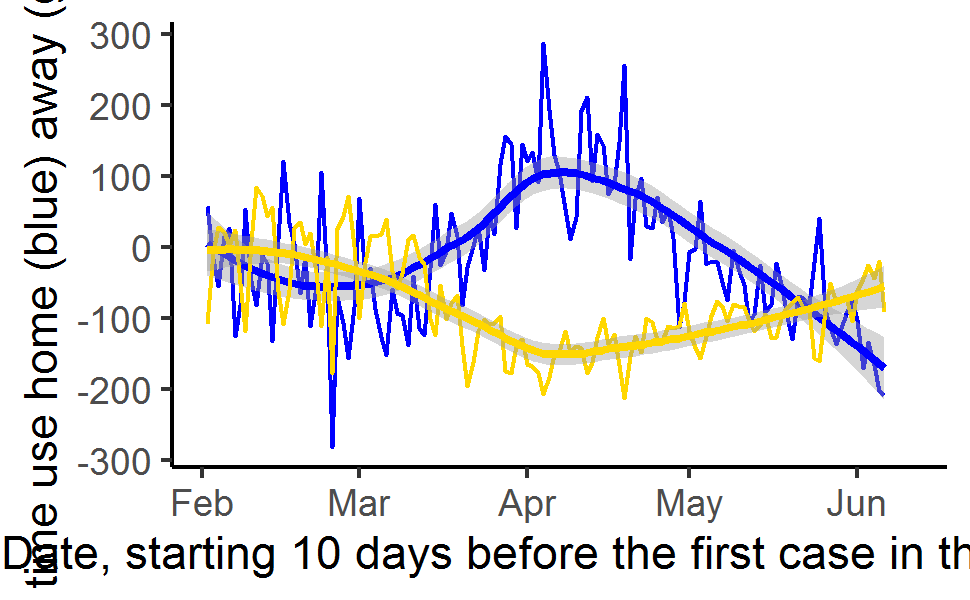 time use home (blue) away (
300
200
100
0
-100
-200
-300
Feb Mar Apr May Jun
Date, starting 10 days before the first case in th